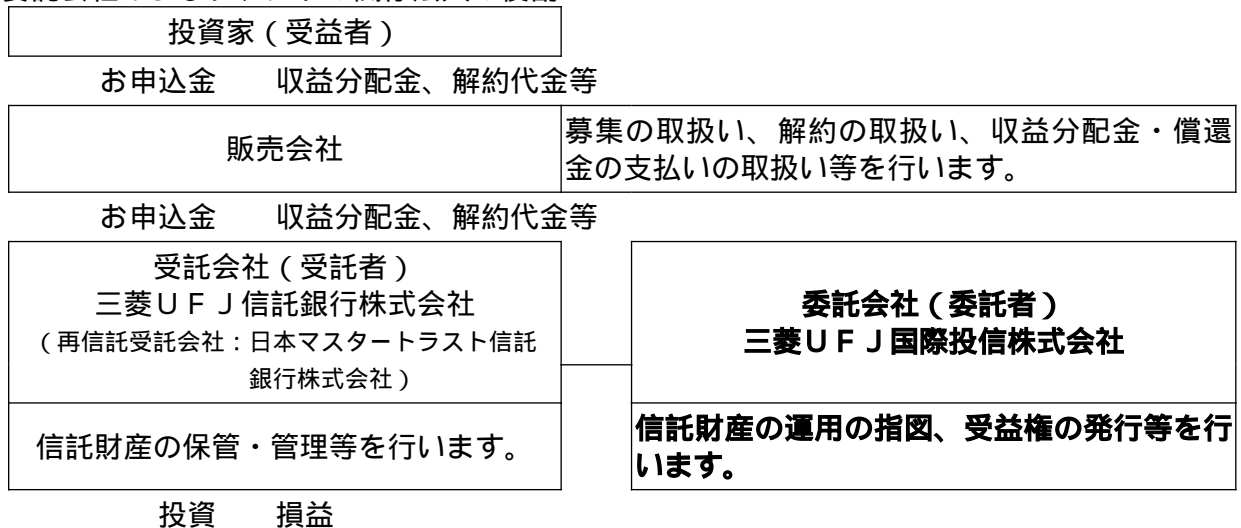 投資家（受益者）
お申込金　　収益分配金、解約代金等
販売会社
募集の取扱い、解約の取扱い、収益分配金・償還
金の支払いの取扱い等を行います。
お申込金　　収益分配金、解約代金等
受託会社（受託者）
三菱ＵＦＪ信託銀行株式会社
（再信託受託会社：日本マスタートラスト信託
銀行株式会社）
委託会社（委託者）
三菱ＵＦＪ国際投信株式会社
信託財産の保管・管理等を行います。
信託財産の運用の指図、受益権の発行等を行
います。
投資　　損益